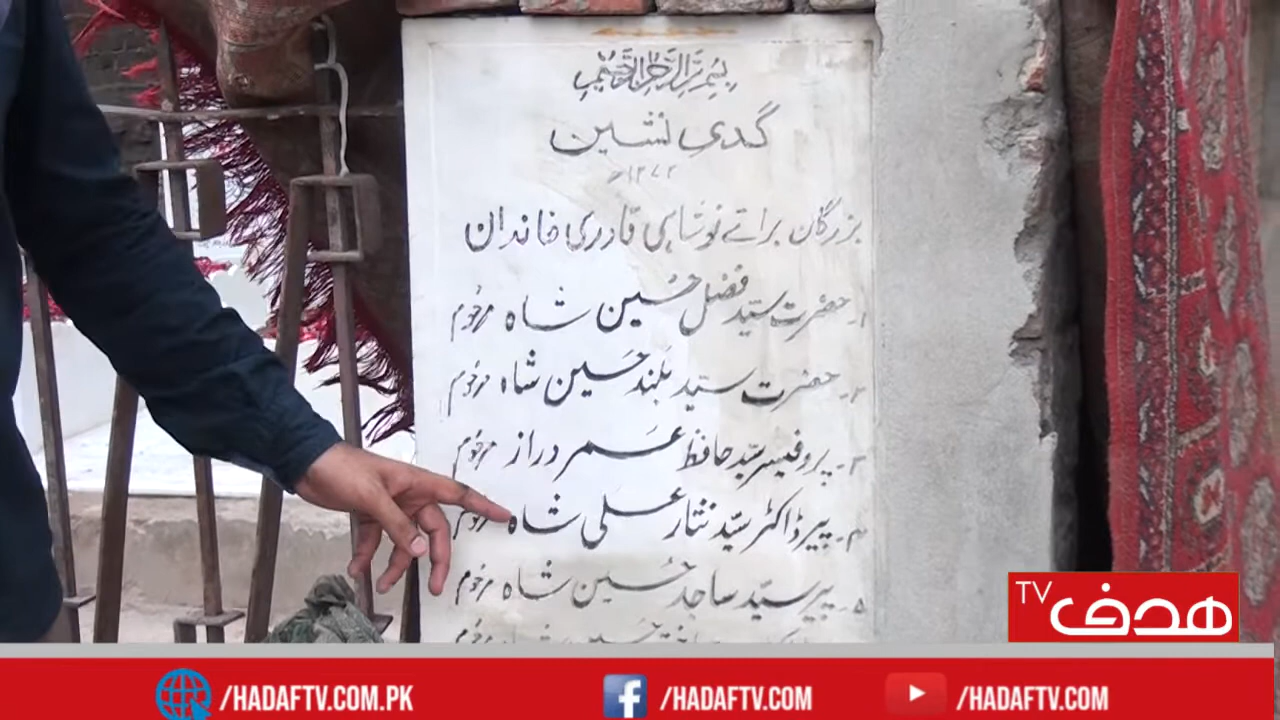 بسم اللہ الرحمن الرحیم
گدی نشین
بزرگان برائے نوشاہی قادری خاندان
۱۔ حضرت سید فضل حسین شاہ مرحوم
۲۔ حضرت سید بلند حسین شاہ مرحوم
۳۔ پروفیسر سید حافظ عمر دراز مرحوم
۴۔ پیر ڈاکٹر سید نثار علی شاہ مرحوم
۵۔ پیر سید ساجد حسین شاہ مرحوم
هدف TV
/HADAFTV.COM.PK
/HADAFTV.COM
/HADAFTV.COM